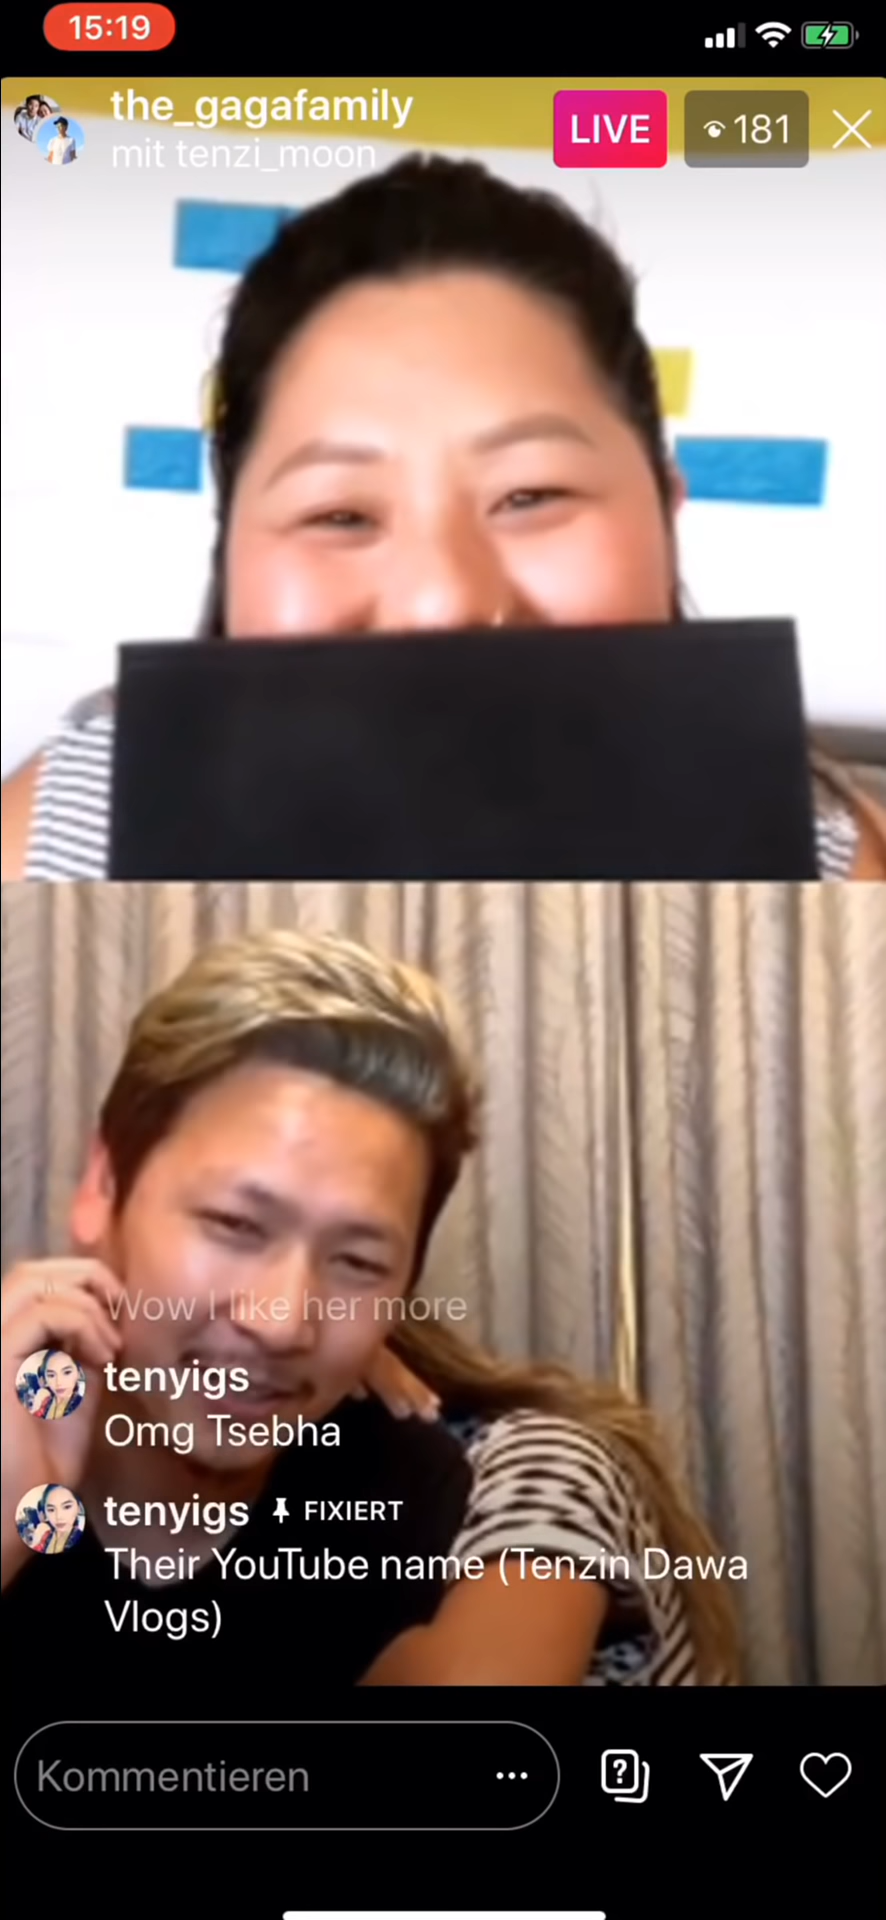 15:19
the_gagafamily
LIVE
181
mit tenzi_moon
Wow I like her more
tenyigs
Omg Tsebha
tenyigs FIXIERT
Their YouTube name (Tenzin Dawa
Vlogs)
Kommentieren